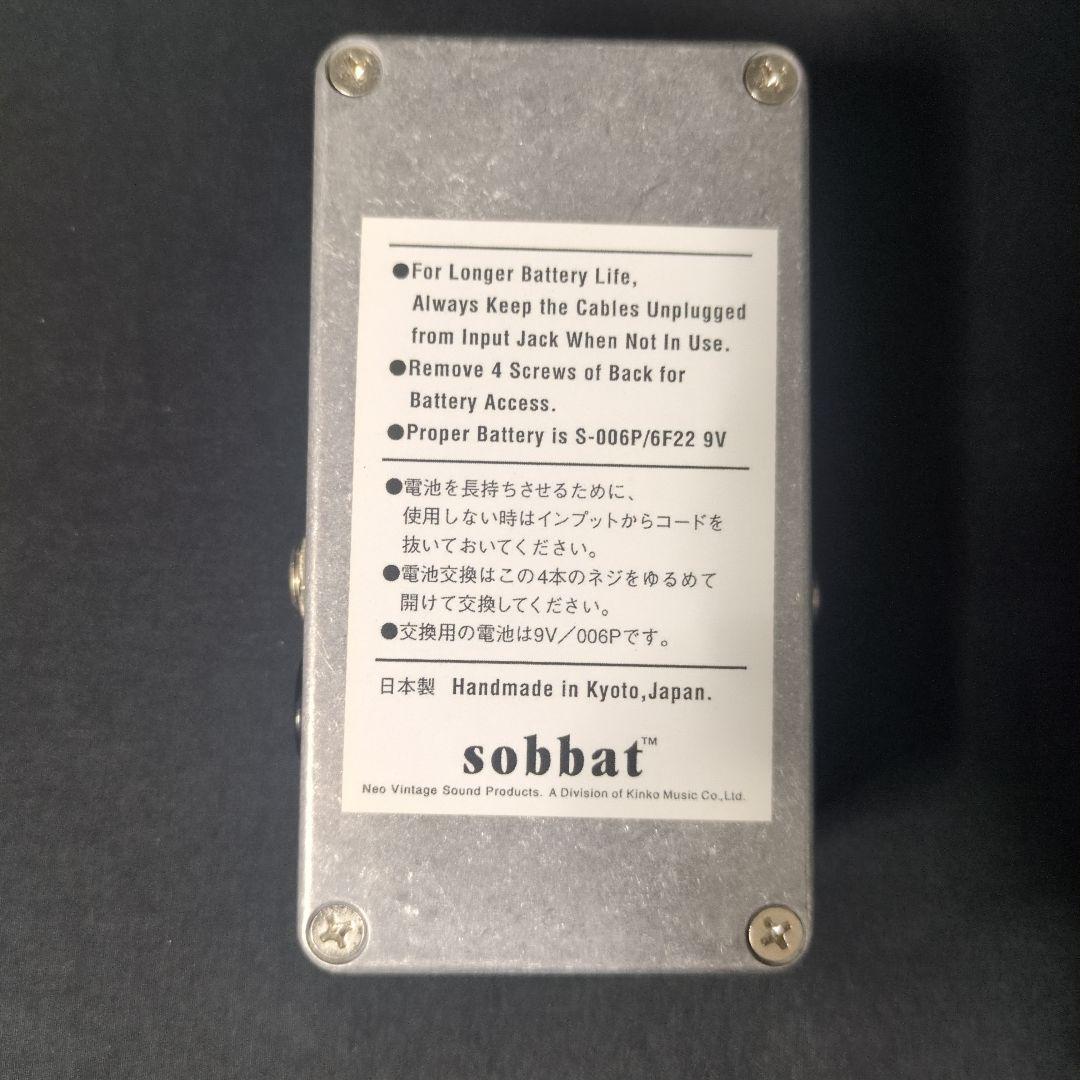 ●For Longer Battery Life,
Always Keep the Cables Unplugged
from Input Jack When Not In Use.
●Remove 4 Screws of Back for
Battery Access.
●Proper Battery is S-006P/6F22 9V
●電池を長持ちさせるために、
使用しない時はインプットからコードを
抜いておいてください。
●電池交換はこの4本のネジをゆるめて
開けて交換してください。
●交換用の電池は9V／006Pです。
日本製 Handmade in Kyoto,Japan.
sobbat™
Neo Vintage Sound Products. A Division of Kinko Music Co.,Ltd.